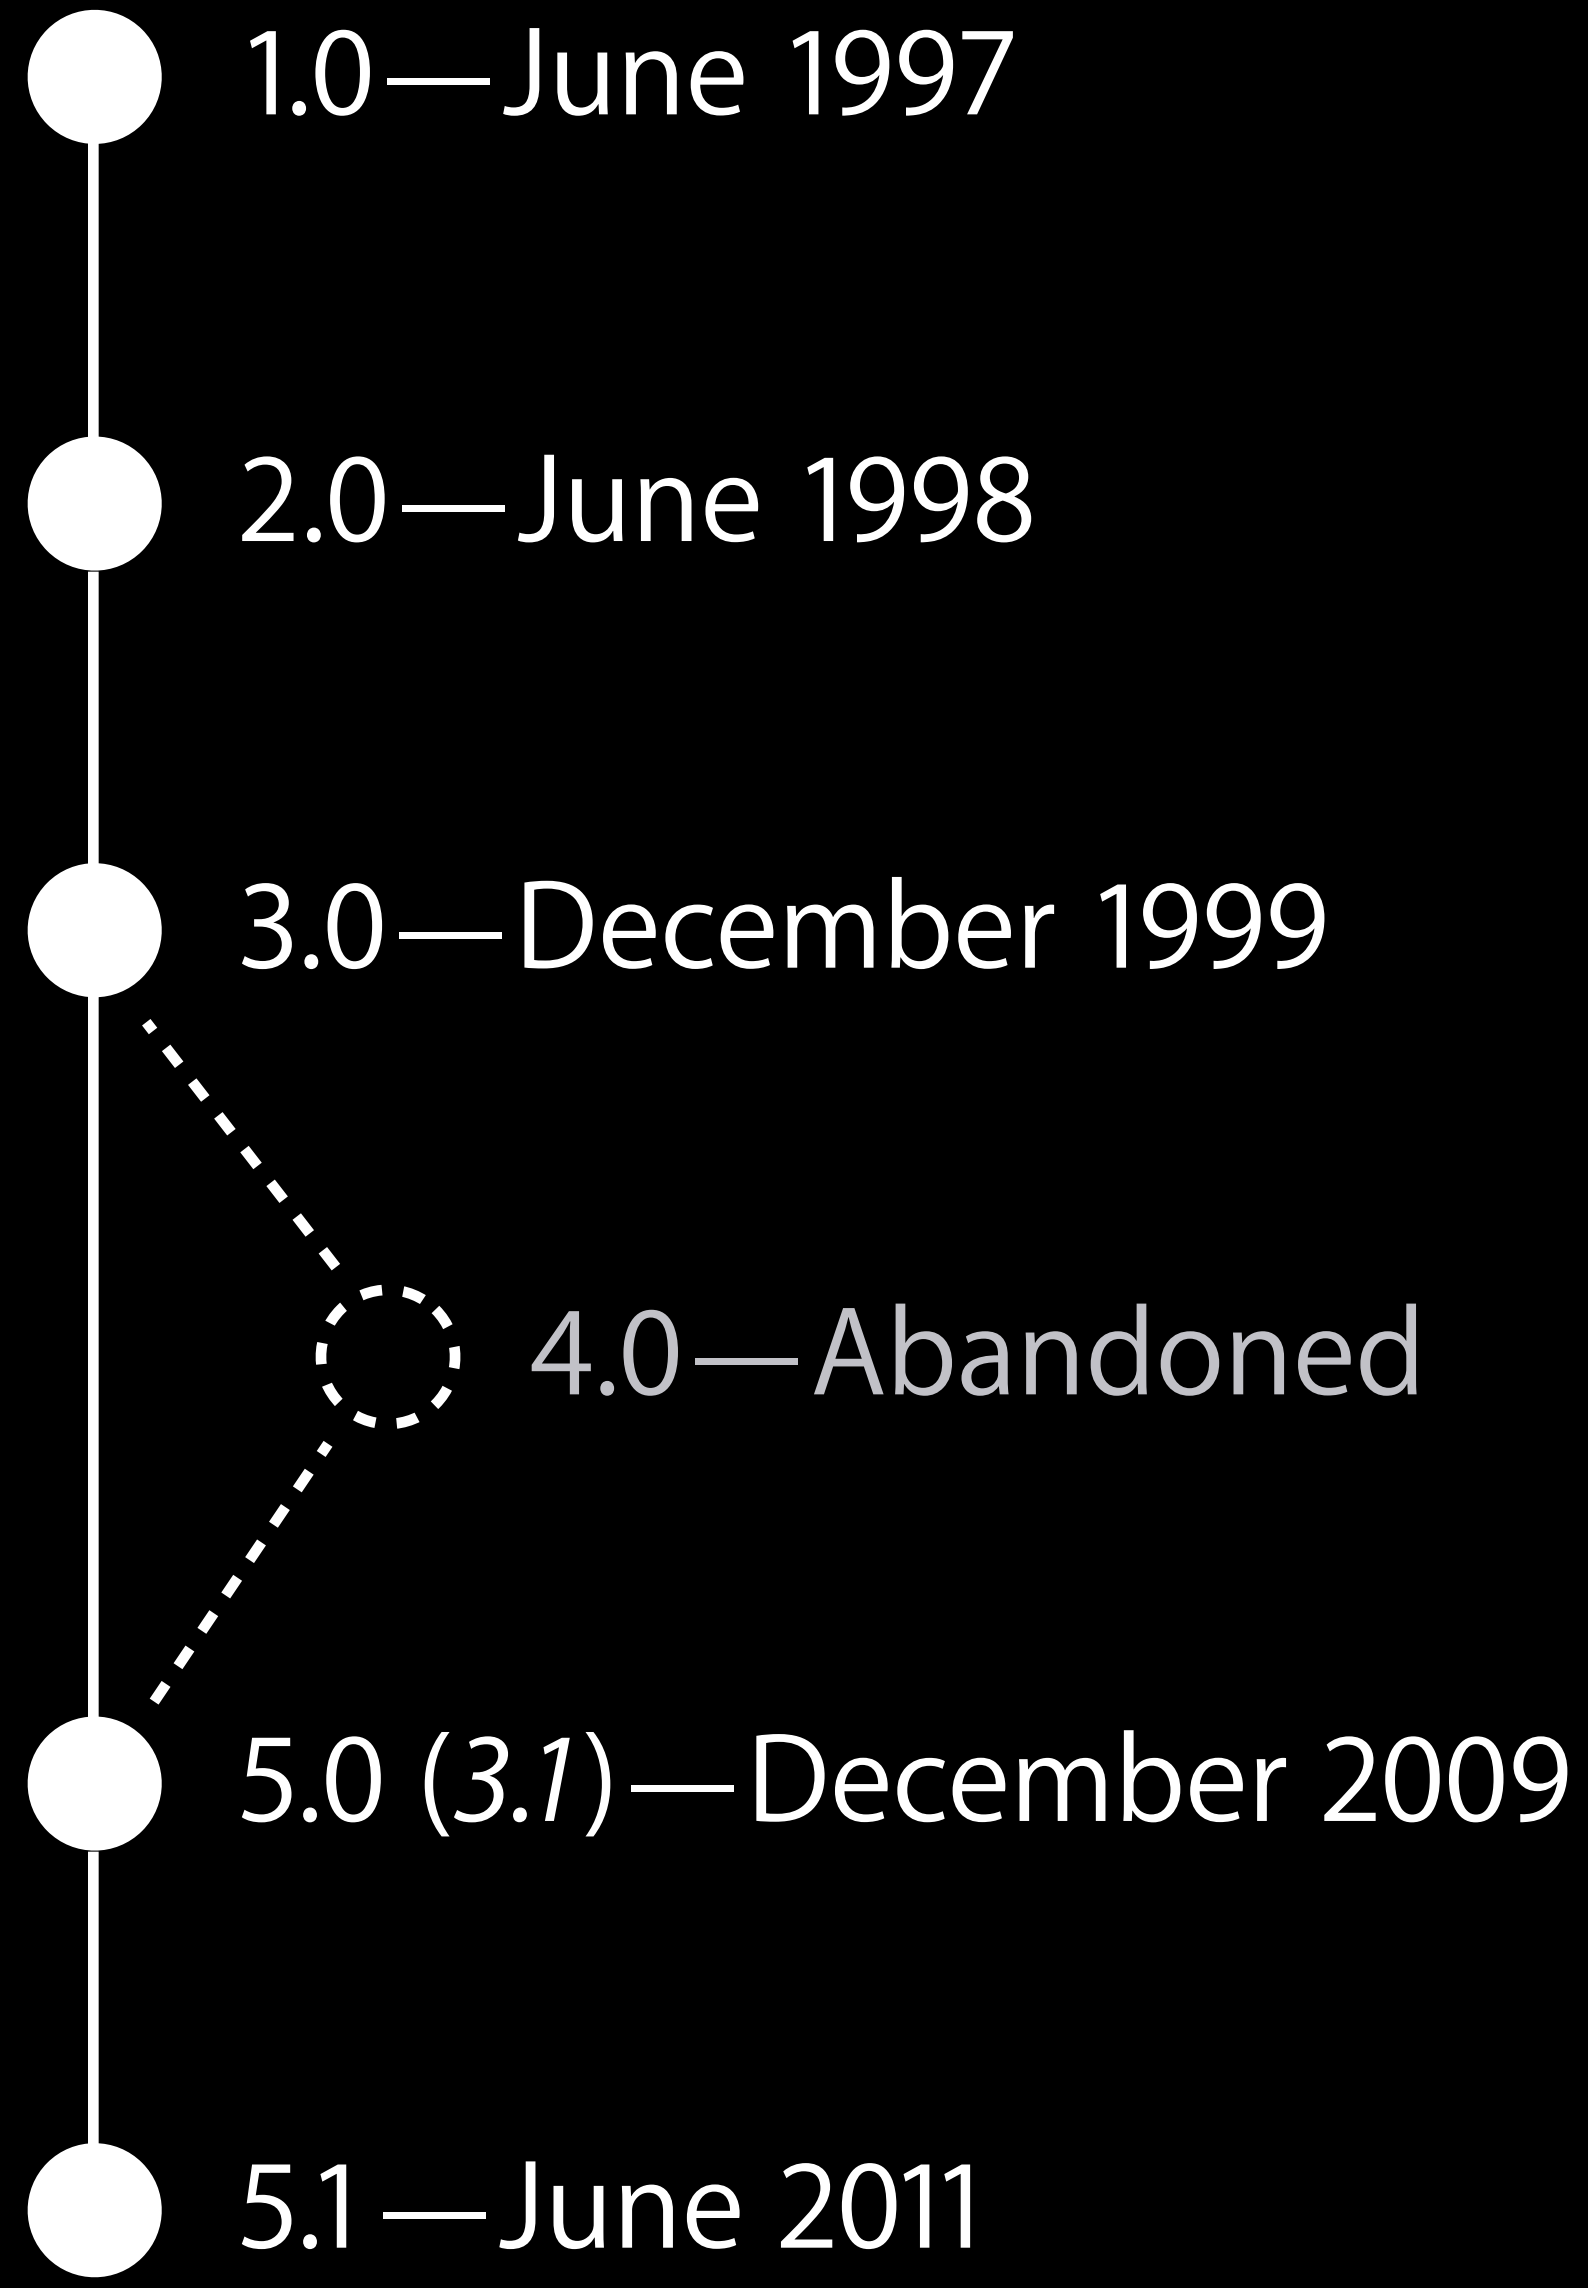 1.0—June 1997
2.0—June 1998
3.0—December 1999
4.0—Abandoned
5.0 (3.1)—December 2009
5.1—June 2011